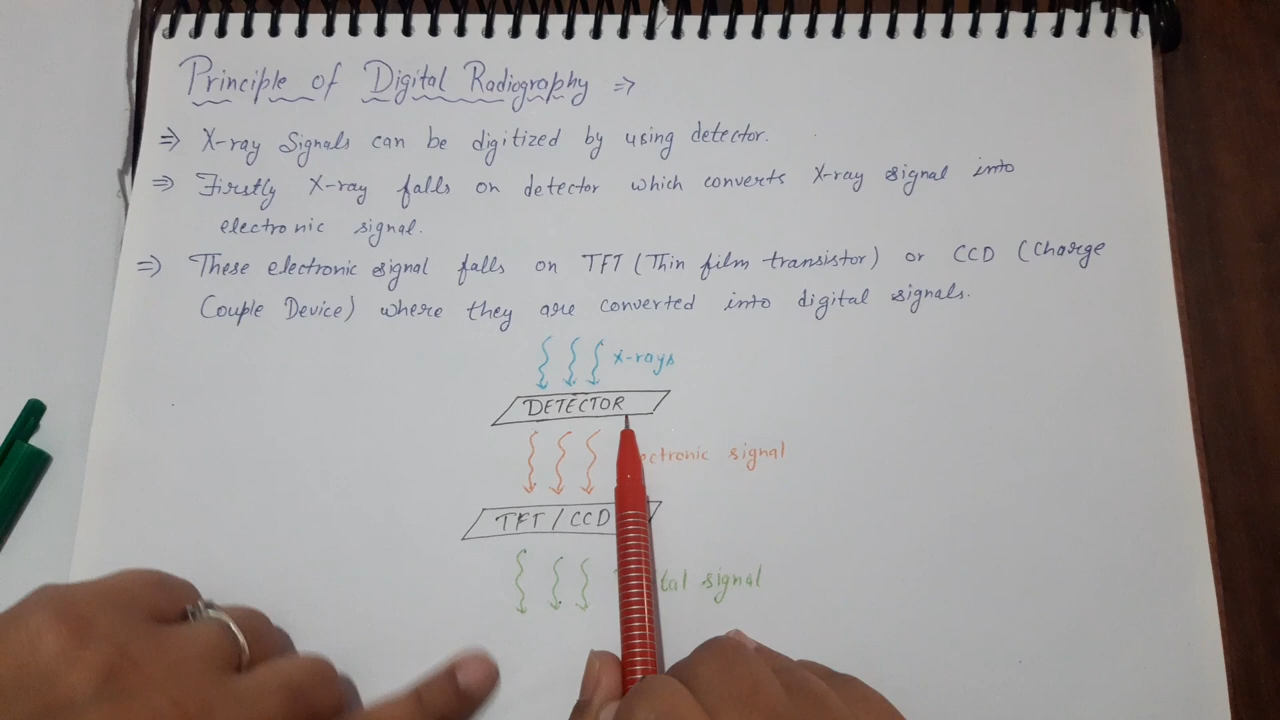 Principle of Digital Radiography ⇒
⇒ X-ray Signals can be digitized by using detector.
⇒ Firstly X-ray falls on detector which converts X-ray signal into
electronic signal.
⇒ These electronic signal falls on TFT (Thin film transistor) or CCD (Charge
Couple Device) where they are converted into digital signals.
X-rays
DETECTOR
signal
TFT / CCD
signal